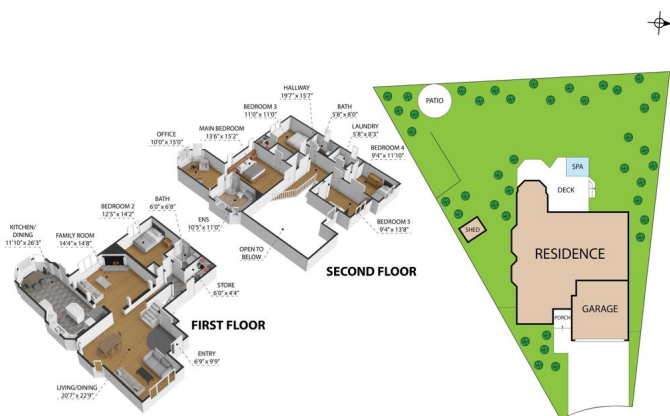 HALLWAY
19'7" x 15'7"
BEDROOM 3
11'0" x 11'0"
BATH
5'8" x 8'0"
MAIN BEDROOM
13'6" x 15'2"
LAUNDRY
5'8" x 8'3"
OFFICE
10'0" x 15'0"
BEDROOM 4
9'4" x 11'10"
BATH
6'0" x 6'8"
BEDROOM 2
12'5" x 14'2"
ENS
10'5" x 11'0"
BEDROOM 5
9'4" x 13'8"
KITCHEN/
DINING
11'10" x 26'3"
FAMILY ROOM
14'4" x 14'8"
OPEN TO
BELOW
SECOND FLOOR
STORE
6'0" x 4'4"
FIRST FLOOR
ENTRY
6'9" x 9'9"
LIVING/DINING
20'7" x 22'9"
PATIO
SPA
DECK
SHED
RESIDENCE
GARAGE
PORCH